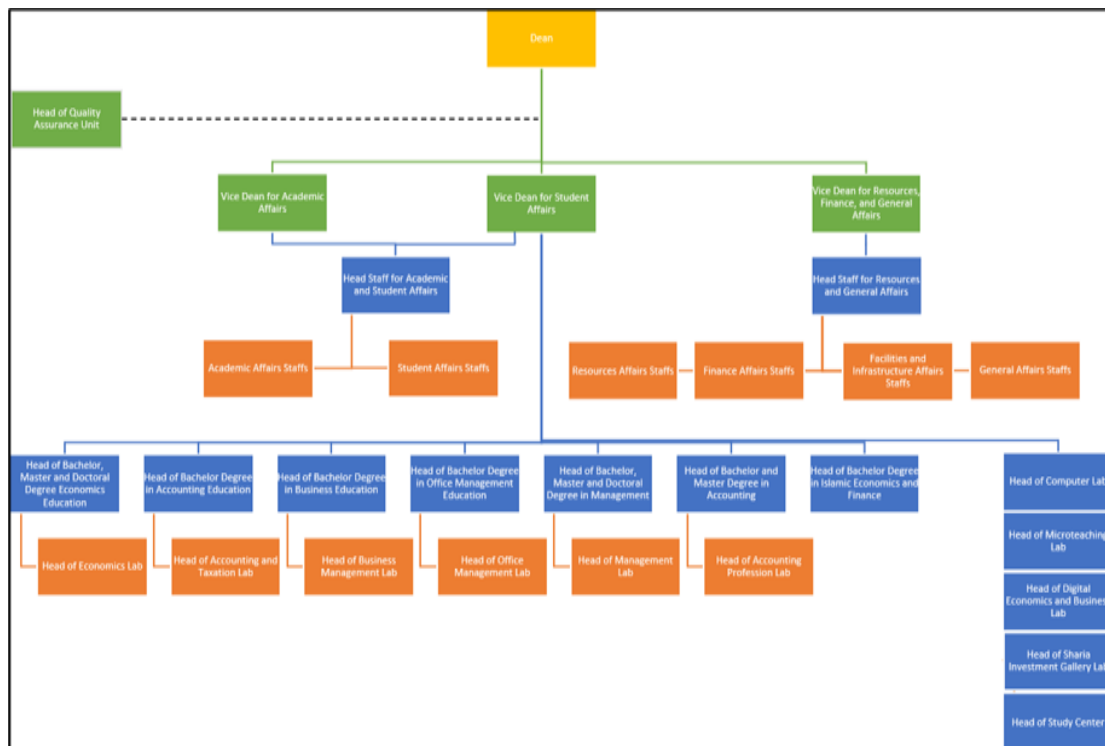 Dean
Head of Quality
Assurance Unit
Vice Dean for Academic
Affairs
Vice Dean for Student
Affairs
Vice Dean for Resources,
Finance, and General
Affairs
Head Staff for Academic
and Student Affairs
Head Staff for Resources
and General Affairs
Academic Affairs Staffs
Student Affairs Staffs
Resources Affairs Staffs
Finance Affairs Staffs
Facilities and
Infrastructure Affairs
Staffs
General Affairs Staffs
Head of Bachelor,
Master and Doctoral
Degree Economics
Education
Head of Bachelor Degree
in Accounting Education
Head of Bachelor Degree
in Business Education
Head of Bachelor Degree
in Office Management
Education
Head of Bachelor,
Master and Doctoral
Degree in Management
Head of Bachelor and
Master Degree in
Accounting
Head of Bachelor Degree
in Islamic Economics and
Finance
Head of Computer Lab
Head of Economics Lab
Head of Accounting and
Taxation Lab
Head of Business
Management Lab
Head of Office
Management Lab
Head of Management
Lab
Head of Accounting
Profession Lab
Head of Microteaching
Lab
Head of Digital
Economics and Business
Lab
Head of Sharia
Investment Gallery Lab
Head of Study Center